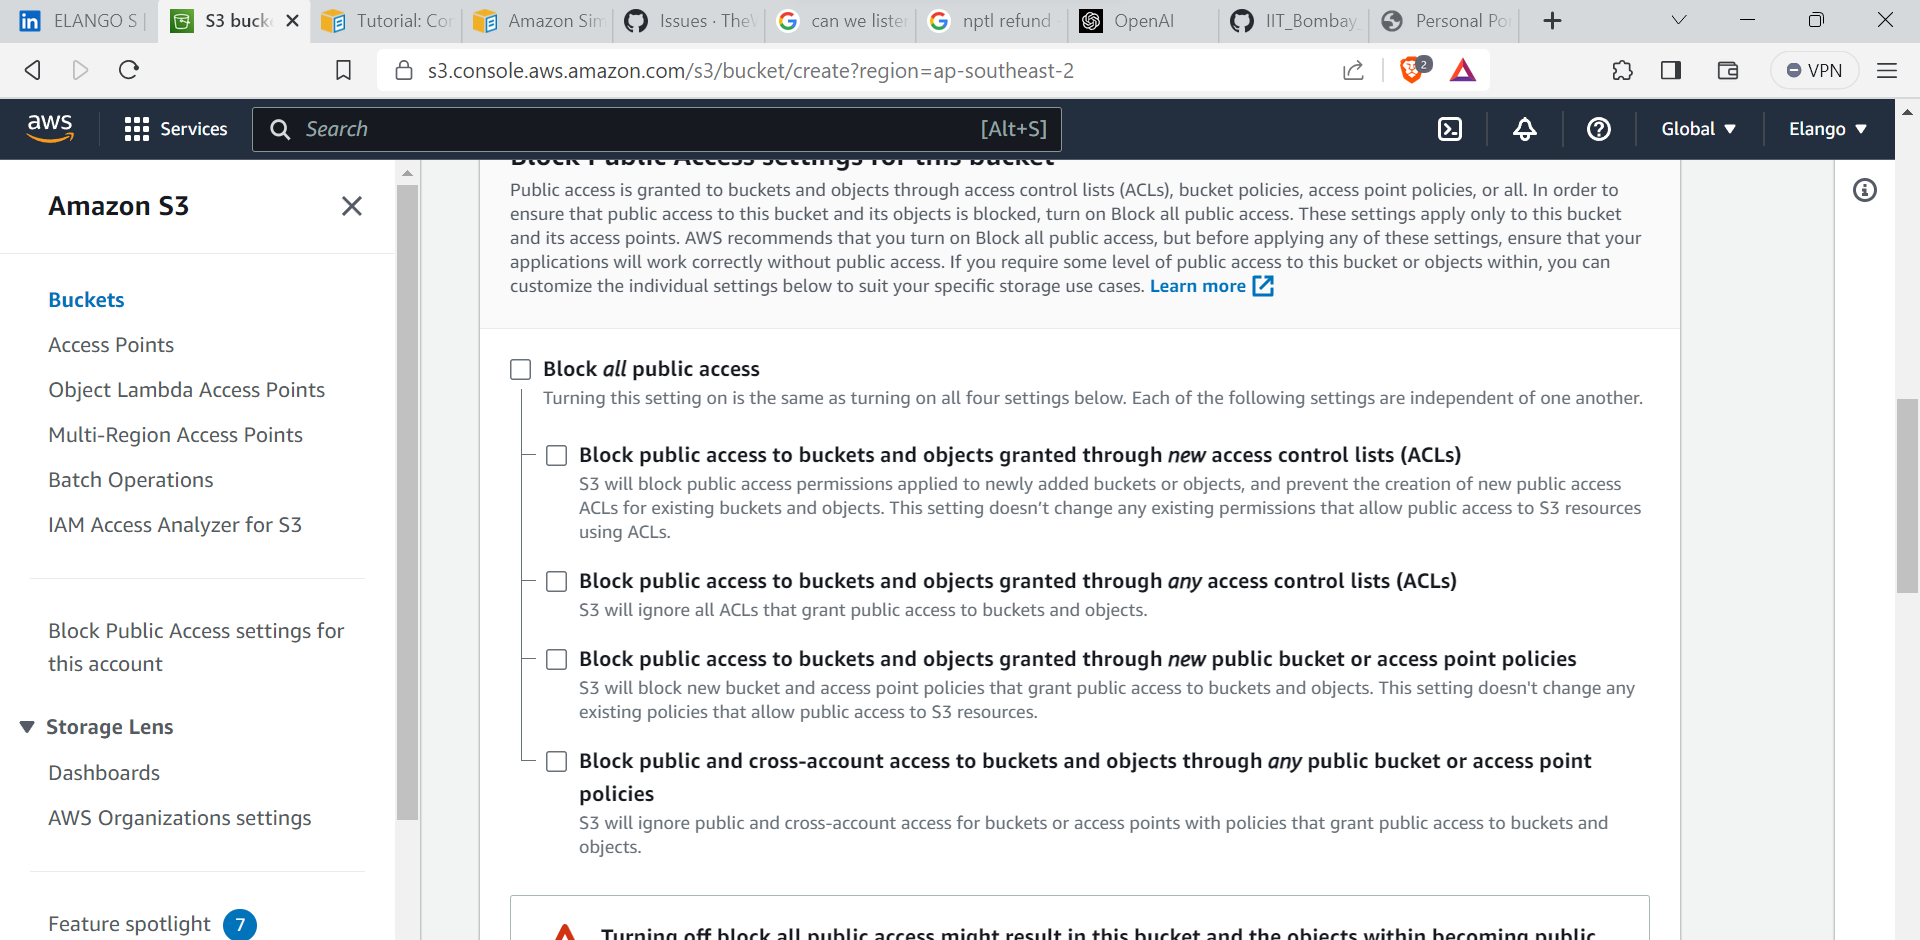 ELANGO S
S3 bucke
Tutorial: Con
Amazon Sim
Issues · TheV
can we lister
nptl refund
OpenAI
IIT_Bombay_
Personal Por
s3.console.aws.amazon.com/s3/bucket/create?region=ap-southeast-2
2
VPN
aws
Services
Search
[Alt+S]
Global
Elango
Amazon S3
Buckets
Access Points
Object Lambda Access Points
Multi-Region Access Points
Batch Operations
IAM Access Analyzer for S3
Block Public Access settings for
this account
Storage Lens
Dashboards
AWS Organizations settings
Feature spotlight 7
Block Public Access settings for this bucket
Public access is granted to buckets and objects through access control lists (ACLs), bucket policies, access point policies, or all. In order to
ensure that public access to this bucket and its objects is blocked, turn on Block all public access. These settings apply only to this bucket
and its access points. AWS recommends that you turn on Block all public access, but before applying any of these settings, ensure that your
applications will work correctly without public access. If you require some level of public access to this bucket or objects within, you can
customize the individual settings below to suit your specific storage use cases. Learn more
Block all public access
Turning this setting on is the same as turning on all four settings below. Each of the following settings are independent of one another.
Block public access to buckets and objects granted through new access control lists (ACLs)
S3 will block public access permissions applied to newly added buckets or objects, and prevent the creation of new public access
ACLs for existing buckets and objects. This setting doesn’t change any existing permissions that allow public access to S3 resources
using ACLs.
Block public access to buckets and objects granted through any access control lists (ACLs)
S3 will ignore all ACLs that grant public access to buckets and objects.
Block public access to buckets and objects granted through new public bucket or access point policies
S3 will block new bucket and access point policies that grant public access to buckets and objects. This setting doesn't change any
existing policies that allow public access to S3 resources.
Block public and cross-account access to buckets and objects through any public bucket or access point
policies
S3 will ignore public and cross-account access for buckets or access points with policies that grant public access to buckets and
objects.
Turning off block all public access might result in this bucket and the objects within becoming public